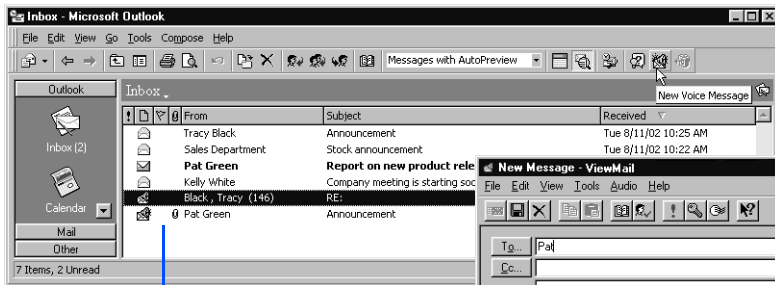 Inbox - Microsoft Outlook
File Edit View Go Tools Compose Help
Messages with AutoPreview
New Voice Message
Outlook
Inbox
! From Subject Received
Tracy Black Announcement Tue 8/11/02 10:25 AM
Sales Department Stock announcement Tue 8/11/02 10:22 AM
Inbox (2)
Pat Green Report on new product rele
Kelly White Company meeting is starting soo
Black , Tracy (146) RE:
Pat Green Announcement
Calendar
Mail
Other
7 Items, 2 Unread
New Message - ViewMail
File Edit View Tools Audio Help
To... Pat
Cc...